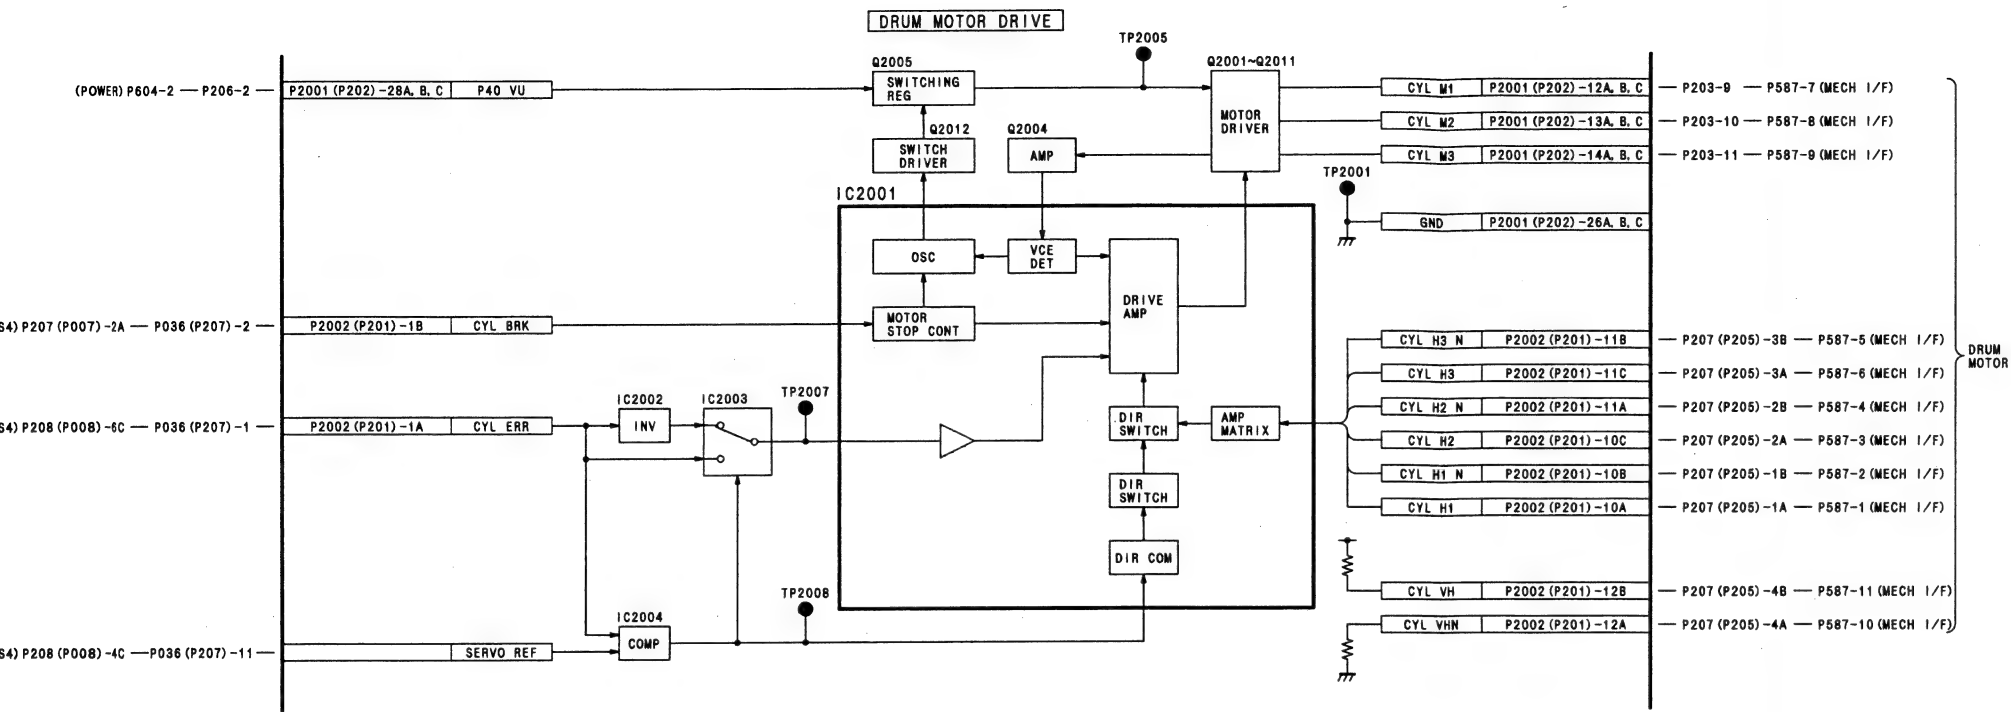 DRUM MOTOR DRIVE
TP2005
Q2005
Q2001~Q2011
(POWER) P604-2 — P206-2 —
P2001 (P202) -28A, B, C
P40 VU
SWITCHING
REG
MOTOR
DRIVER
CYL M1
P2001 (P202) -12A, B, C
— P203-9 — P587-7 (MECH I/F)
CYL M2
P2001 (P202) -13A, B, C
— P203-10 — P587-8 (MECH I/F)
Q2012
Q2004
SWITCH
DRIVER
AMP
CYL M3
P2001 (P202) -14A, B, C
— P203-11 — P587-9 (MECH I/F)
TP2001
IC2001
GND
P2001 (P202) -26A, B, C
OSC
VCE
DET
DRIVE
AMP
S4) P207 (P007) -2A — P036 (P207) -2 —
P2002 (P201) -1B
CYL BRK
MOTOR
STOP CONT
CYL H3 N
P2002 (P201) -11B
— P207 (P205) -3B — P587-5 (MECH I/F)
DRUM
MOTOR
CYL H3
P2002 (P201) -11C
— P207 (P205) -3A — P587-6 (MECH I/F)
IC2002
IC2003
TP2007
CYL H2 N
P2002 (P201) -11A
— P207 (P205) -2B — P587-4 (MECH I/F)
S4) P208 (P008) -6C — P036 (P207) -1 —
P2002 (P201) -1A
CYL ERR
INV
DIR
SWITCH
AMP
MATRIX
CYL H2
P2002 (P201) -10C
— P207 (P205) -2A — P587-3 (MECH I/F)
CYL H1 N
P2002 (P201) -10B
— P207 (P205) -1B — P587-2 (MECH I/F)
DIR
SWITCH
CYL H1
P2002 (P201) -10A
— P207 (P205) -1A — P587-1 (MECH I/F)
DIR COM
TP2008
CYL VH
P2002 (P201) -12B
— P207 (P205) -4B — P587-11 (MECH I/F)
IC2004
CYL VHN
P2002 (P201) -12A
— P207 (P205) -4A — P587-10 (MECH I/F)
S4) P208 (P008) -4C —P036 (P207) -11—
SERVO REF
COMP